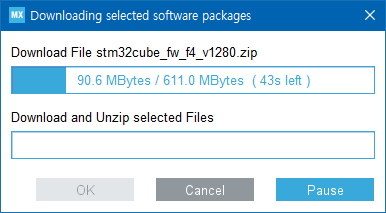 MX Downloading selected software packages
Download File stm32cube_fw_f4_v1280.zip
90.6 MBytes / 611.0 MBytes ( 43s left )
Download and Unzip selected Files
OK Cancel Pause